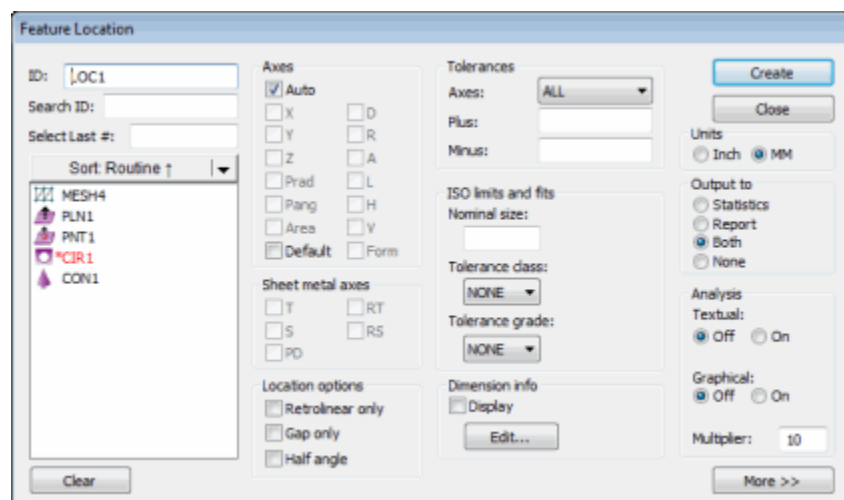 Feature Location
ID: LOC1
Search ID:
Select Last #:
Sort: Routine ↑
MESH4
PLN1
PNT1
*CIR1
CON1
Clear
Axes
Auto
X D
Y R
Z A
Prad L
Pang H
Area V
Default Form
Sheet metal axes
T RT
S RS
PD
Location options
Retrolinear only
Gap only
Half angle
Tolerances
Axes: ALL
Plus:
Minus:
ISO limits and fits
Nominal size:
Tolerance class:
NONE
Tolerance grade:
NONE
Dimension info
Display
Edit...
Create
Close
Units
Inch MM
Output to
Statistics
Report
Both
None
Analysis
Textual:
Off On
Graphical:
Off On
Multiplier: 10
More >>